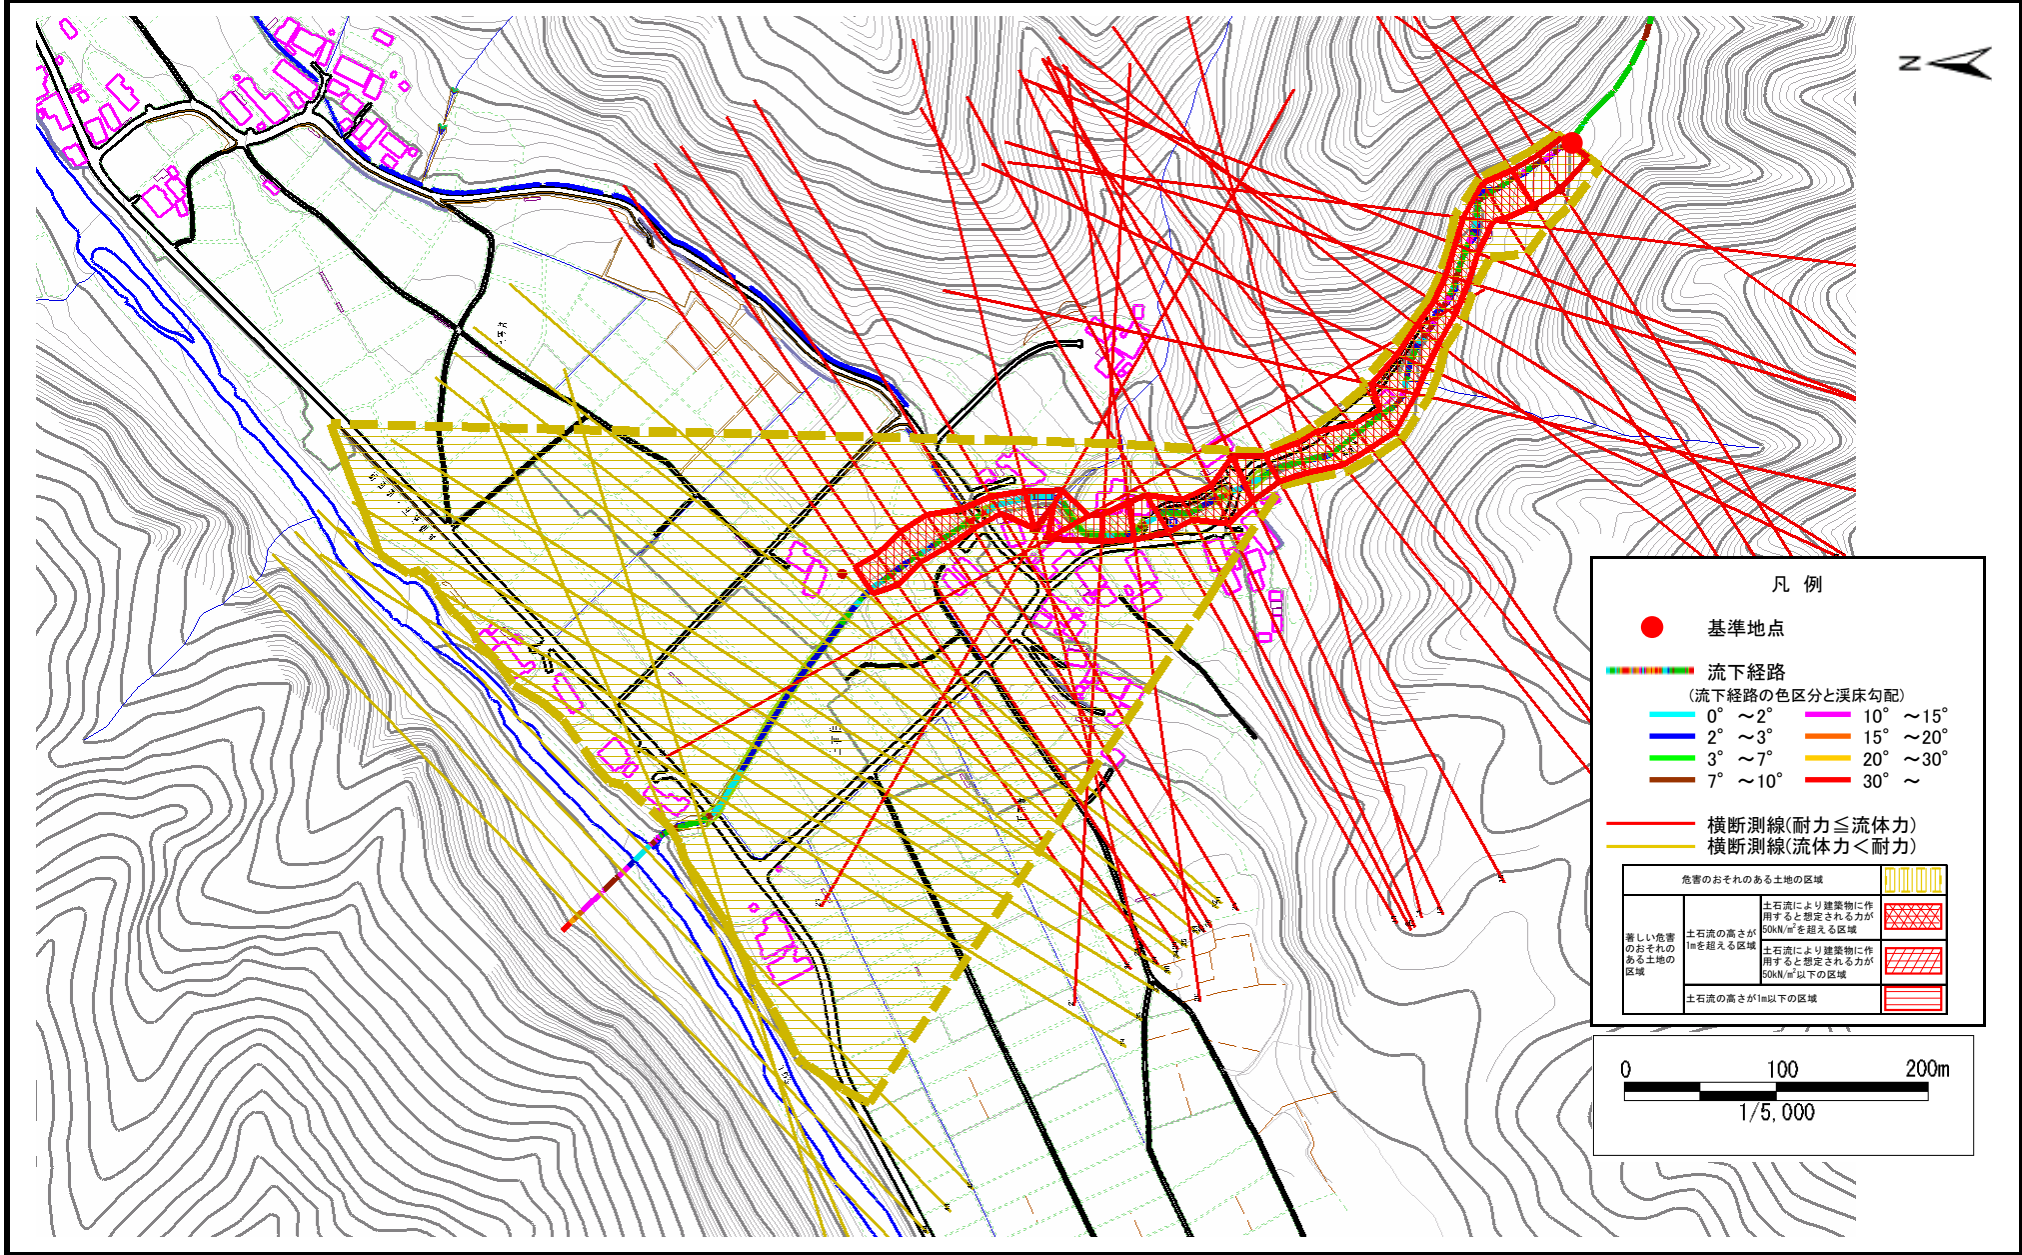 N
凡 例
基準地点
流下経路
(流下経路の色区分と渓床勾配)
0° ～2° 10° ～15°
2° ～3° 15° ～20°
3° ～7° 20° ～30°
7° ～10° 30° ～
横断測線(耐力≦流体力)
横断測線(流体力＜耐力)
危害のおそれのある土地の区域
著しい危害
のおそれの
ある土地の
区域
土石流の高さが
1mを超える区域
土石流により建築物に作
用すると想定される力が
50kN/m²を超える区域
土石流により建築物に作
用すると想定される力が
50kN/m²以下の区域
土石流の高さが1m以下の区域
0 100 200m
1/5,000